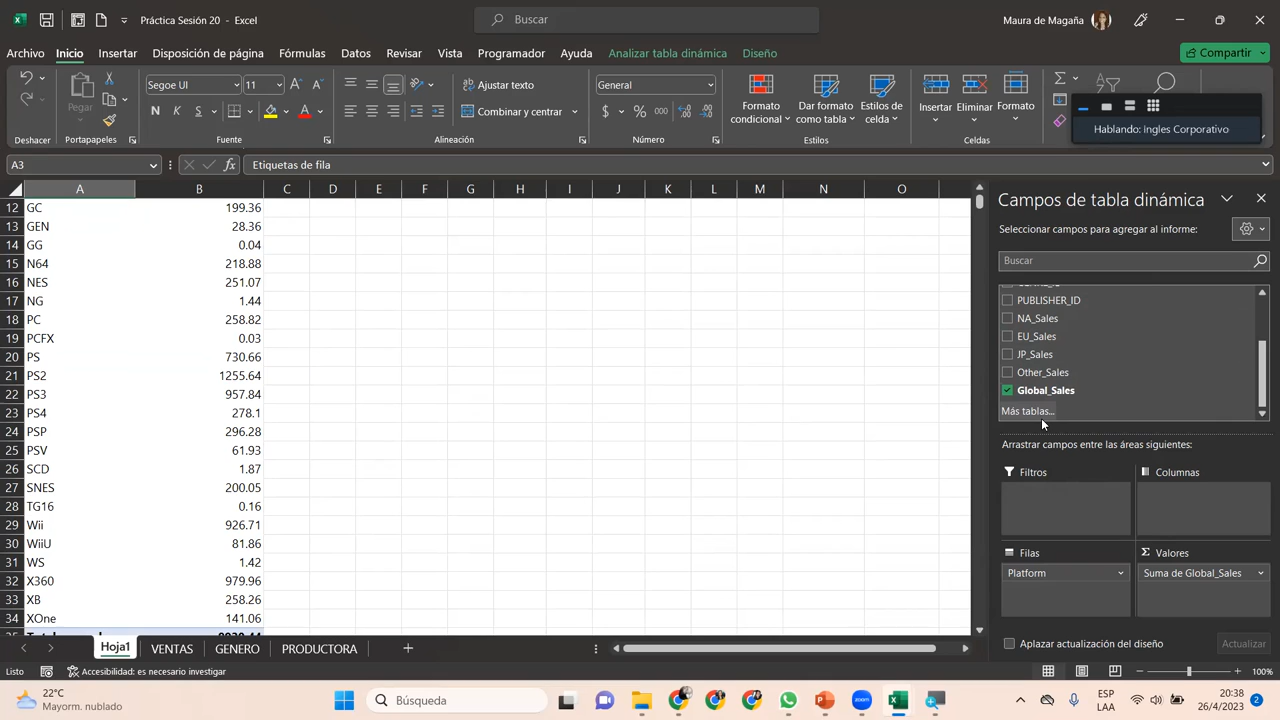 Práctica Sesión 20 - Excel
Buscar
Maura de Magaña
Archivo Inicio Insertar Disposición de página Fórmulas Datos Revisar Vista Programador Ayuda Analizar tabla dinámica Diseño
Compartir
Pegar
Deshacer
Portapapeles
Segoe UI 11
N K S
Fuente
Ajustar texto
Combinar y centrar
Alineación
General
$ % 000
Número
Formato condicional
Dar formato como tabla
Estilos de celda
Estilos
Insertar
Eliminar
Formato
Celdas
Hablando: Ingles Corporativo
A3
Etiquetas de fila
A B C D E F G H I J K L M N O
12 GC 199.36
13 GEN 28.36
14 GG 0.04
15 N64 218.88
16 NES 251.07
17 NG 1.44
18 PC 258.82
19 PCFX 0.03
20 PS 730.66
21 PS2 1255.64
22 PS3 957.84
23 PS4 278.1
24 PSP 296.28
25 PSV 61.93
26 SCD 1.87
27 SNES 200.05
28 TG16 0.16
29 Wii 926.71
30 WiiU 81.86
31 WS 1.42
32 X360 979.96
33 XB 258.26
34 XOne 141.06
Campos de tabla dinámica
Seleccionar campos para agregar al informe:
Buscar
PUBLISHER_ID
NA_Sales
EU_Sales
JP_Sales
Other_Sales
Global_Sales
Más tablas...
Arrastrar campos entre las áreas siguientes:
Filtros
Columnas
Filas
Valores
Platform
Suma de Global_Sales
Aplazar actualización del diseño
Actualizar
Hoja1 VENTAS GENERO PRODUCTORA
Listo
Accesibilidad: es necesario investigar
100%
22°C
Mayorm. nublado
Búsqueda
ESP
LAA
20:38
26/4/2023
2